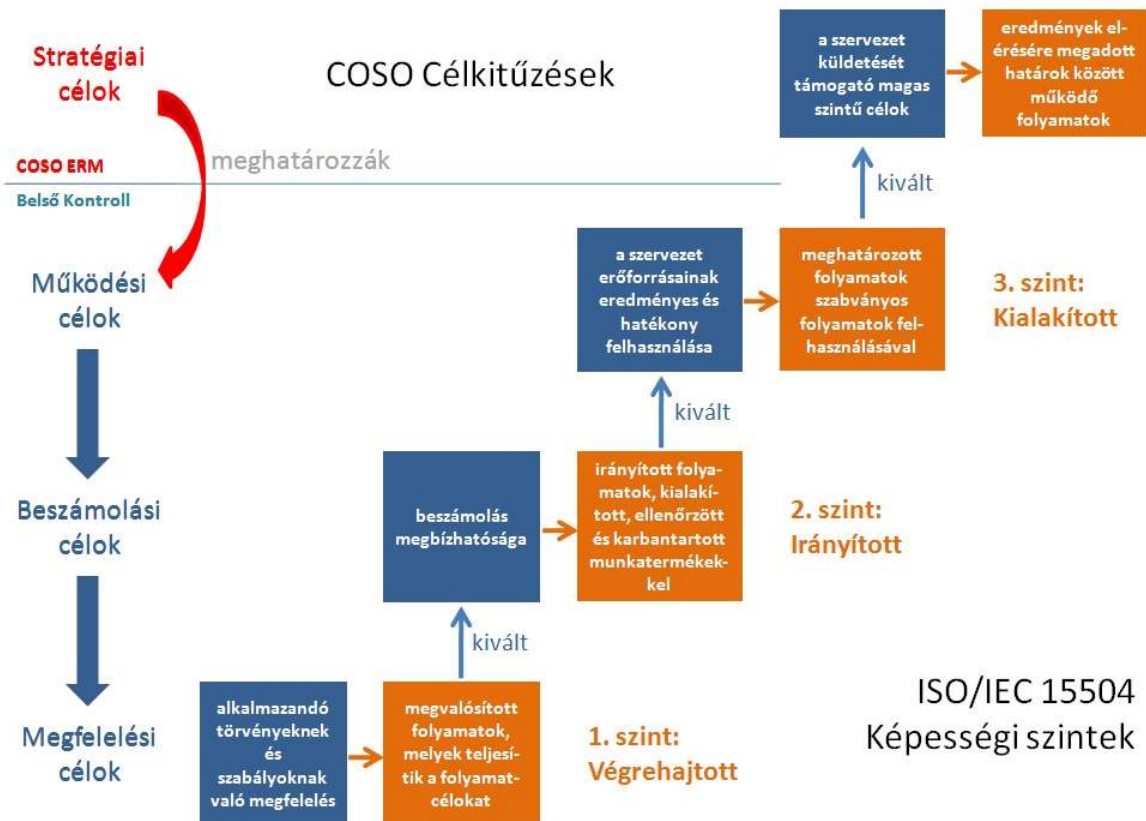 Stratégiai
célok
COSO Célkitűzések
a szervezet
küldetését
támogató magas
szintű célok
eredmények el-
érésére megadott
határok között
működő
folyamatok
COSO ERM
meghatározzák
Belső Kontroll
kivált
Működési
célok
a szervezet
erőforrásainak
eredményes és
hatékony
felhasználása
meghatározott
folyamatok
szabványos
folyamatok fel-
használásával
3. szint:
Kialakított
kivált
Beszámolási
célok
beszámolás
megbízhatósága
irányított folya-
matok, kialakí-
tott, ellenőrzött
és karbantartott
munkatermékek-
kel
2. szint:
Irányított
kivált
Megfelelési
célok
alkalmazandó
törvényeknek
és
szabályoknak
való megfelelés
megvalósított
folyamatok,
melyek teljesí-
tik a folyamat-
célokat
1. szint:
Végrehajtott
ISO/IEC 15504
Képességi szintek